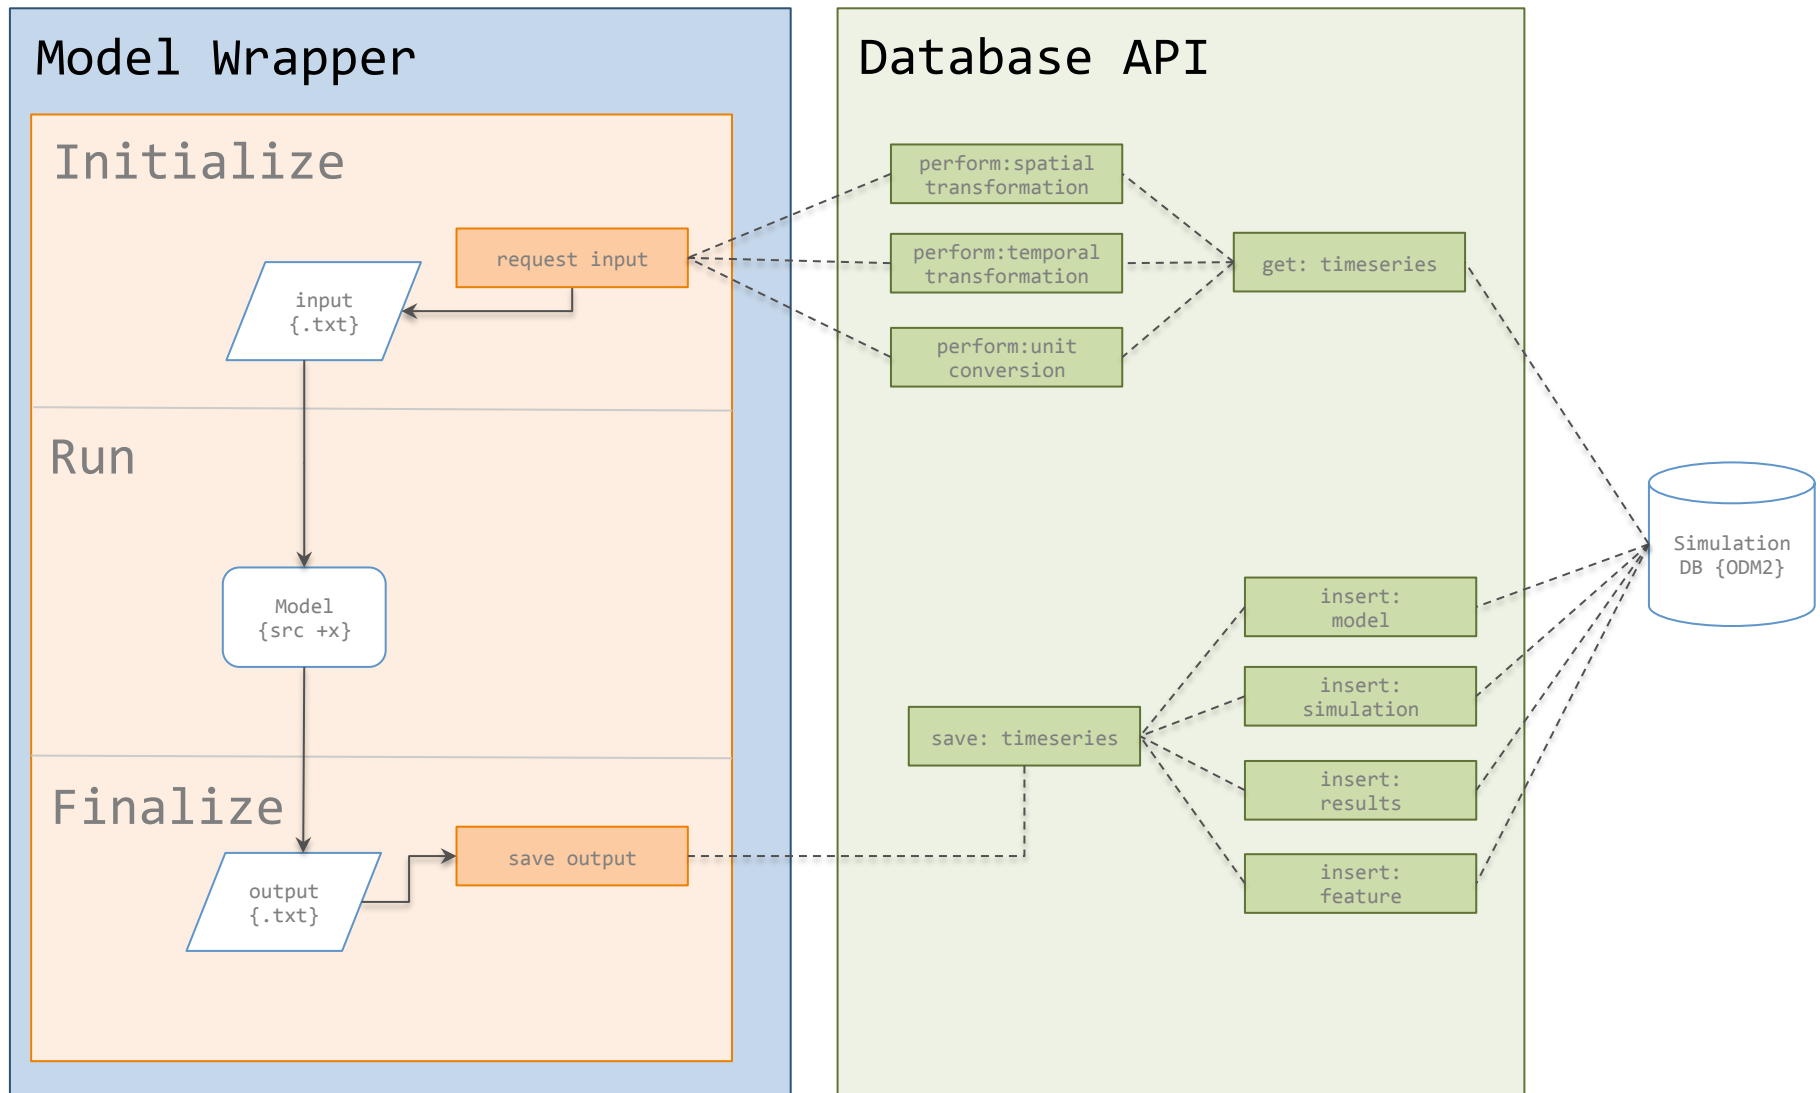 Model Wrapper
Initialize
request input
input
{.txt}
Run
Model
{src +x}
Finalize
save output
output
{.txt}
Database API
perform:spatial
transformation
perform:temporal
transformation
perform:unit
conversion
get: timeseries
save: timeseries
insert:
model
insert:
simulation
insert:
results
insert:
feature
Simulation
DB {ODM2}